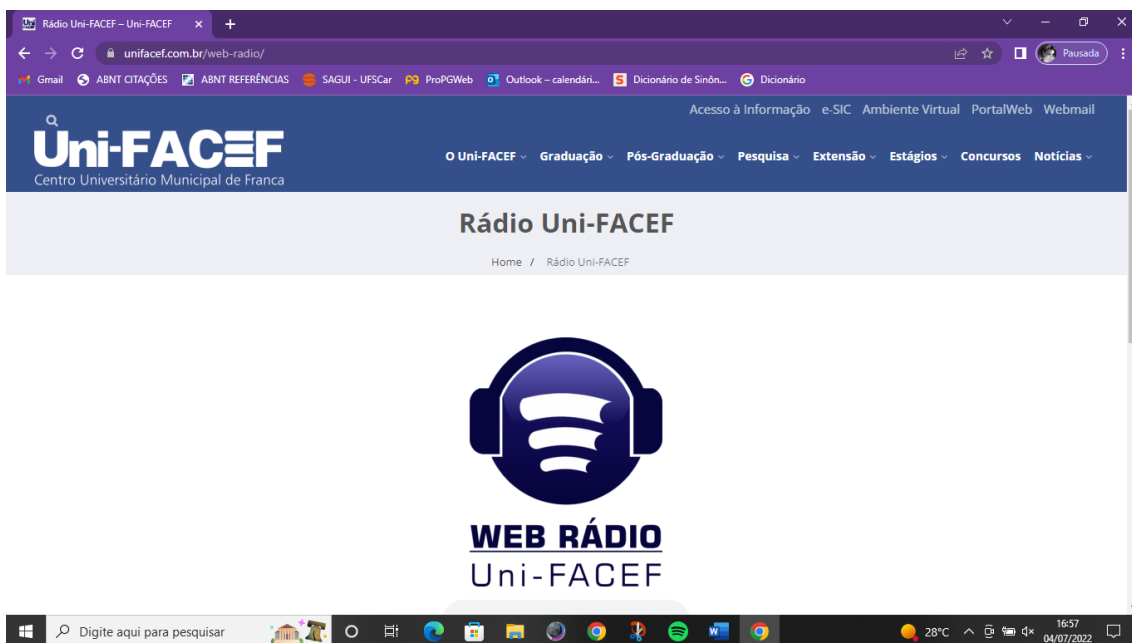 Rádio Uni-FACEF – Uni-FACEF
unifacef.com.br/web-radio/
Pausada
Gmail ABNT CITAÇÕES ABNT REFERÊNCIAS SAGUI - UFSCar ProPGWeb Outlook – calendári... Dicionário de Sinôn... Dicionário
Acesso à Informação e-SIC Ambiente Virtual PortalWeb Webmail
Uni-FACEF
Centro Universitário Municipal de Franca
O Uni-FACEF Graduação Pós-Graduação Pesquisa Extensão Estágios Concursos Notícias
Rádio Uni-FACEF
Home / Rádio Uni-FACEF
WEB RÁDIO
Uni-FACEF
Digite aqui para pesquisar
28°C
16:57
04/07/2022